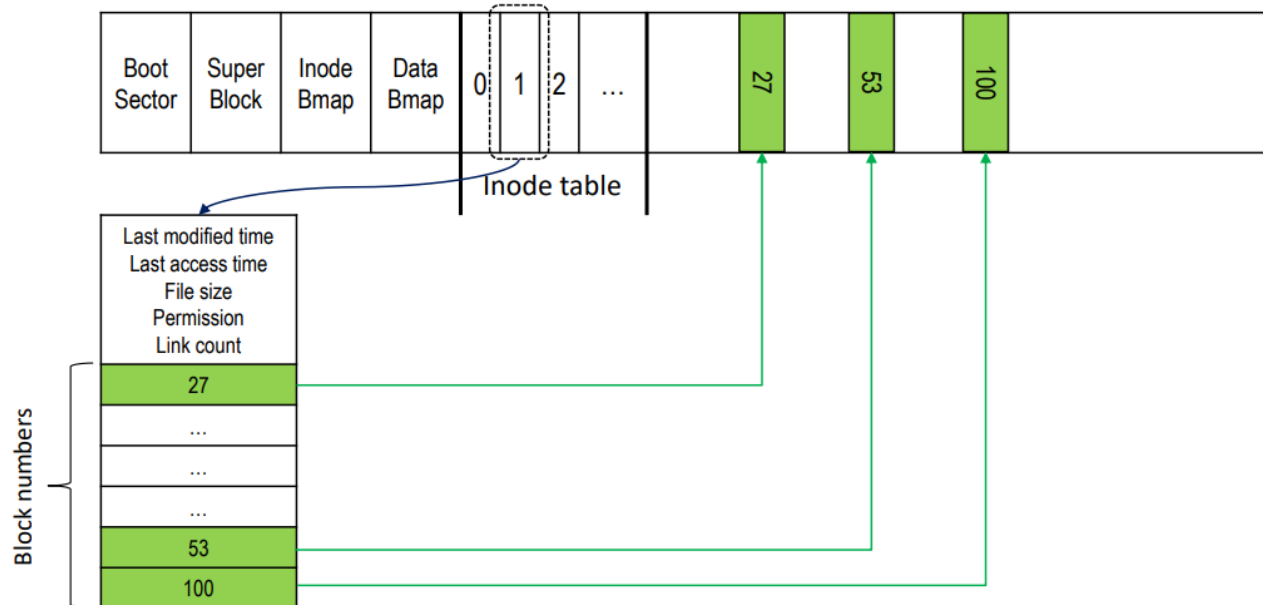 Boot
Sector
Super
Block
Inode
Bmap
Data
Bmap
0
1
2
...
27
53
100
Inode table
Last modified time
Last access time
File size
Permission
Link count
Block numbers
27
...
...
...
53
100